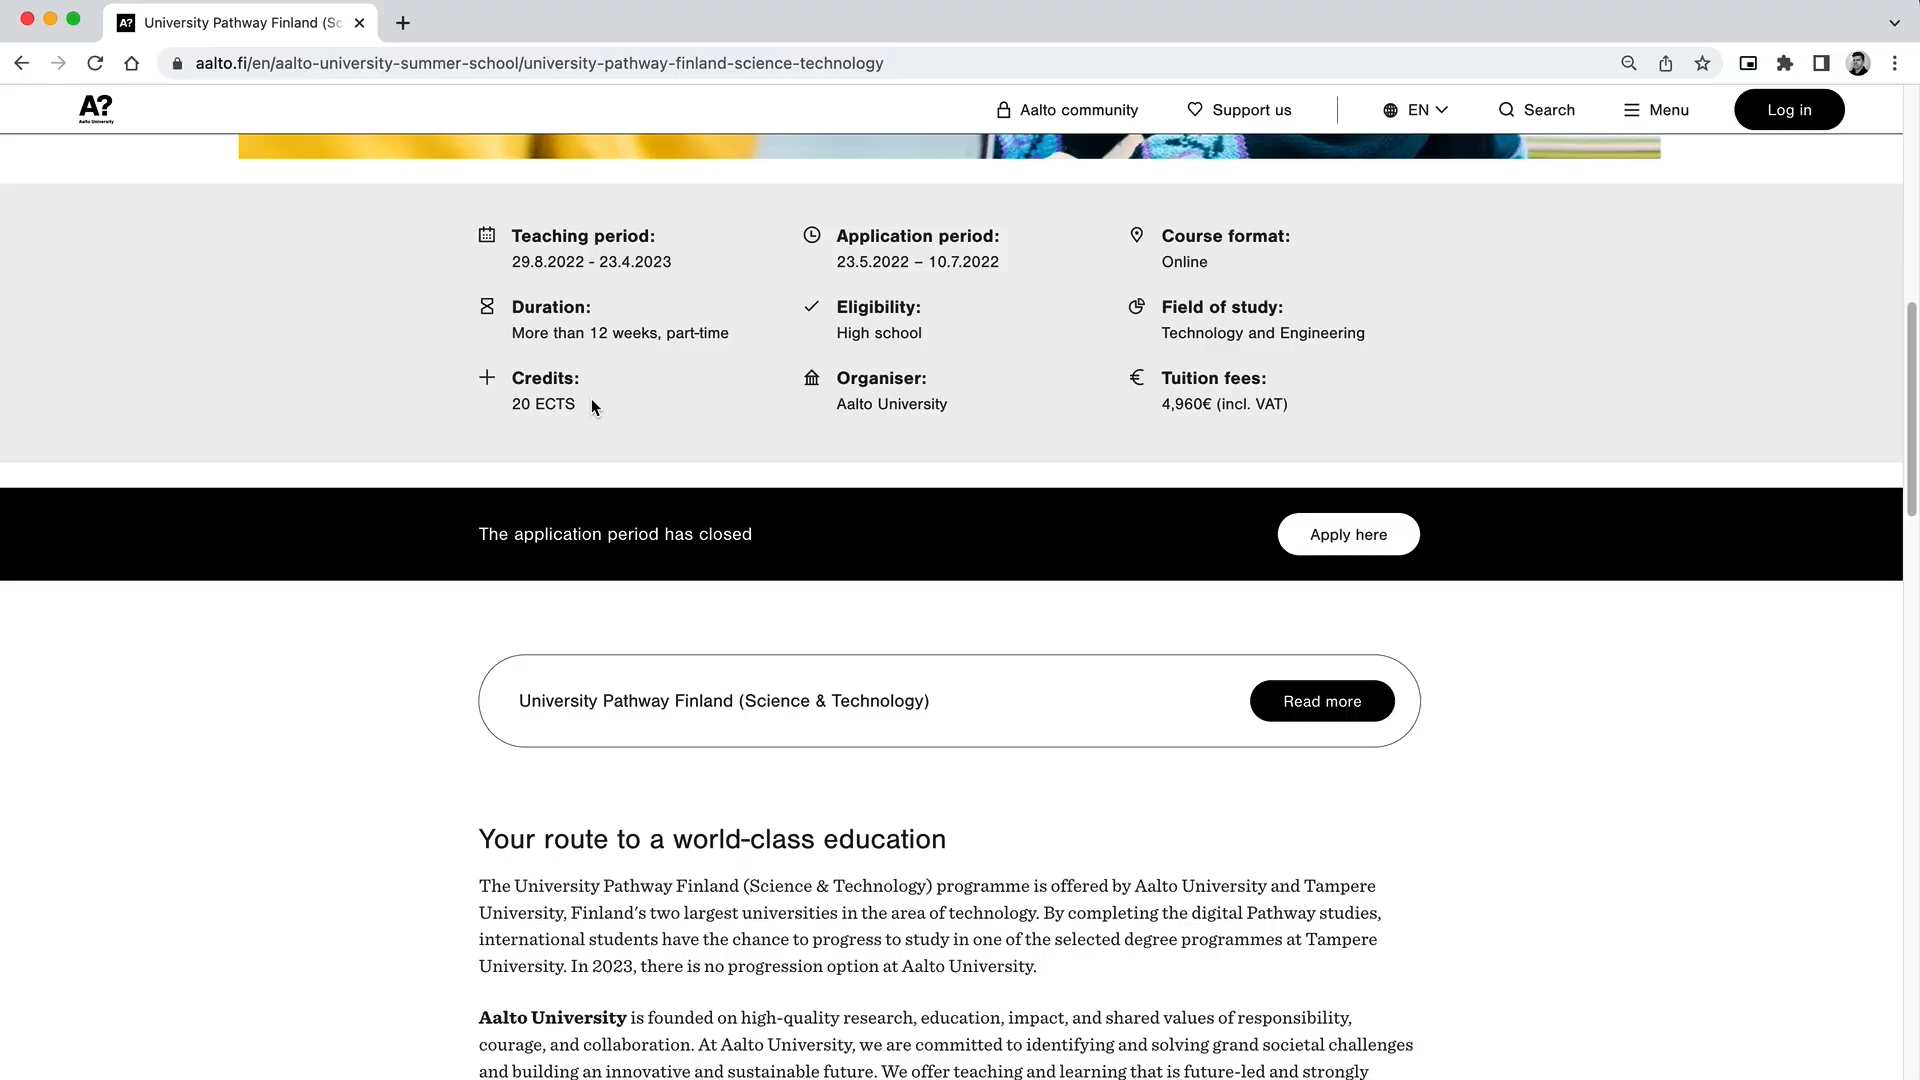 University Pathway Finland (Sc
aalto.fi/en/aalto-university-summer-school/university-pathway-finland-science-technology
A?
Aalto University
Aalto community
Support us
EN
Search
Menu
Log in
Teaching period:
29.8.2022 - 23.4.2023
Application period:
23.5.2022 – 10.7.2022
Course format:
Online
Duration:
More than 12 weeks, part-time
Eligibility:
High school
Field of study:
Technology and Engineering
Credits:
20 ECTS
Organiser:
Aalto University
Tuition fees:
4,960€ (incl. VAT)
The application period has closed
Apply here
University Pathway Finland (Science & Technology)
Read more
Your route to a world-class education
The University Pathway Finland (Science & Technology) programme is offered by Aalto University and Tampere
University, Finland's two largest universities in the area of technology. By completing the digital Pathway studies,
international students have the chance to progress to study in one of the selected degree programmes at Tampere
University. In 2023, there is no progression option at Aalto University.
Aalto University is founded on high-quality research, education, impact, and shared values of responsibility,
courage, and collaboration. At Aalto University, we are committed to identifying and solving grand societal challenges
and building an innovative and sustainable future. We offer teaching and learning that is future-led and strongly